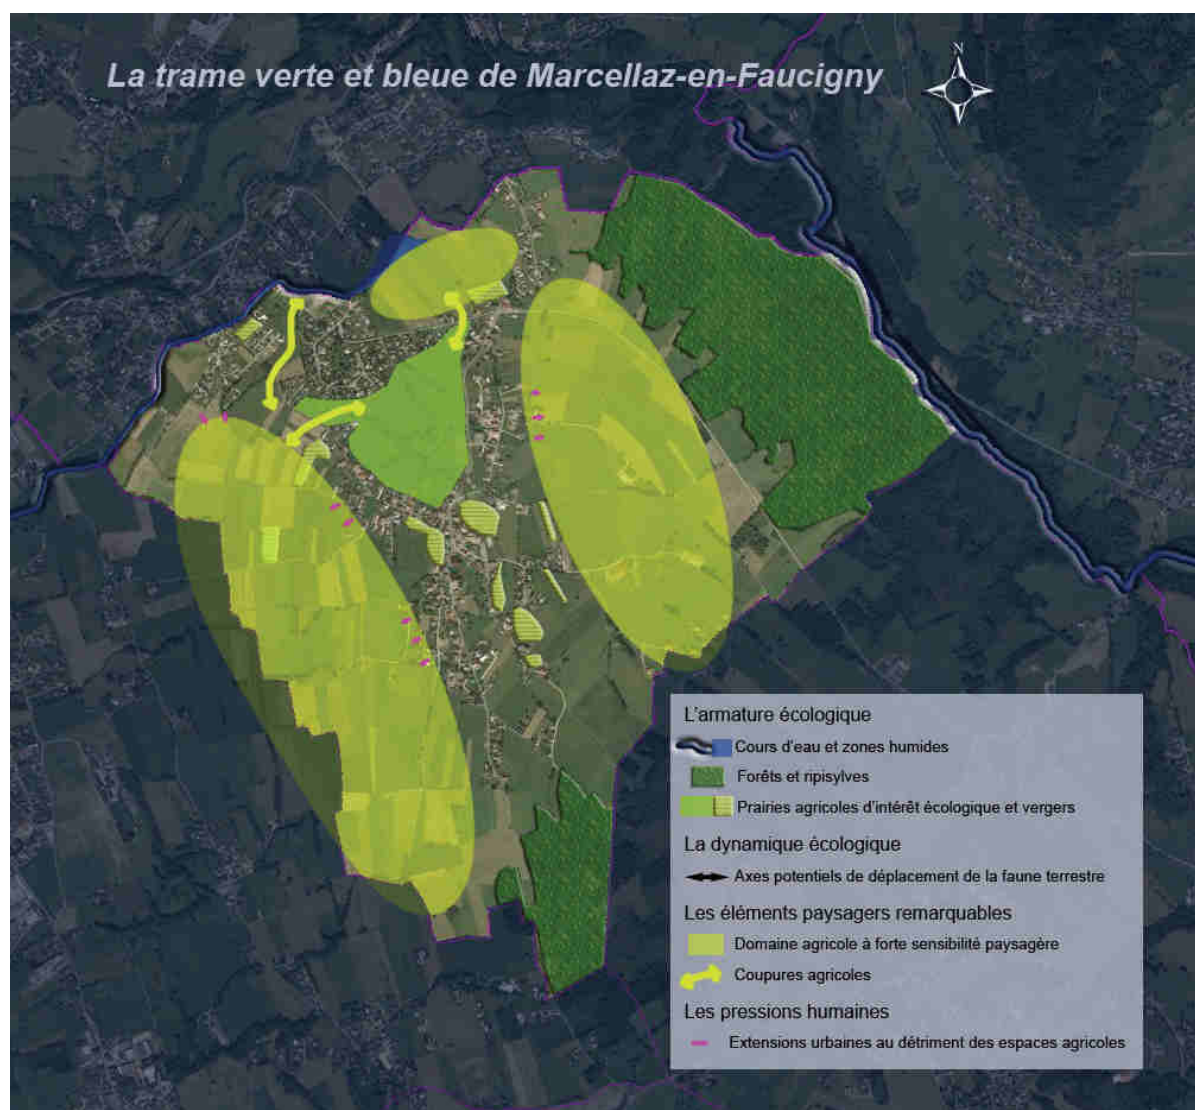 La trame verte et bleue de Marcellaz-en-Faucigny
N
L'armature écologique
Cours d'eau et zones humides
Forêts et ripisylves
Prairies agricoles d'intérêt écologique et vergers
La dynamique écologique
Axes potentiels de déplacement de la faune terrestre
Les éléments paysagers remarquables
Domaine agricole à forte sensibilité paysagère
Coupures agricoles
Les pressions humaines
Extensions urbaines au détriment des espaces agricoles